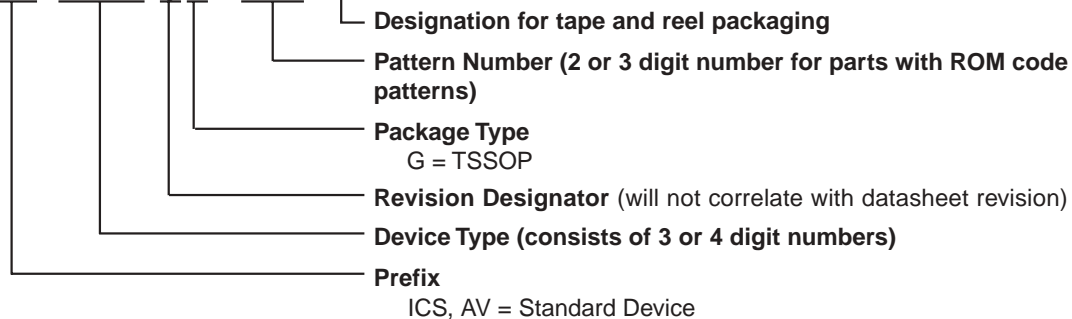 Designation for tape and reel packaging
Pattern Number (2 or 3 digit number for parts with ROM code
patterns)
Package Type
G = TSSOP
Revision Designator (will not correlate with datasheet revision)
Device Type (consists of 3 or 4 digit numbers)
Prefix
ICS, AV = Standard Device